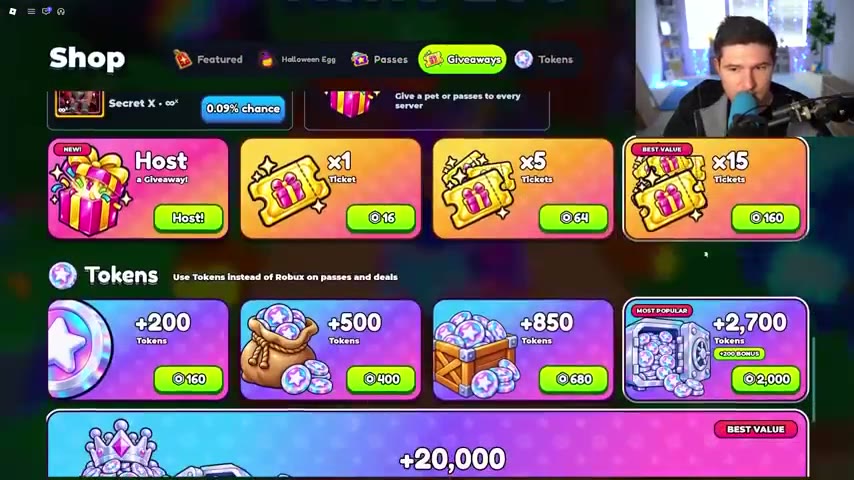 Shop
Featured
Halloween Egg
Passes
Giveaways
Tokens
Secret X • ∞ˣ
0.09% chance
Give a pet or passes to every
server
NEW!
Host
a Giveaway!
Host!
x1
Ticket
16
x5
Tickets
64
BEST VALUE
x15
Tickets
160
Tokens
Use Tokens instead of Robux on passes and deals
+200
Tokens
160
+500
Tokens
400
+850
Tokens
680
MOST POPULAR
+2,700
Tokens
+200 BONUS
2,000
BEST VALUE
+20,000